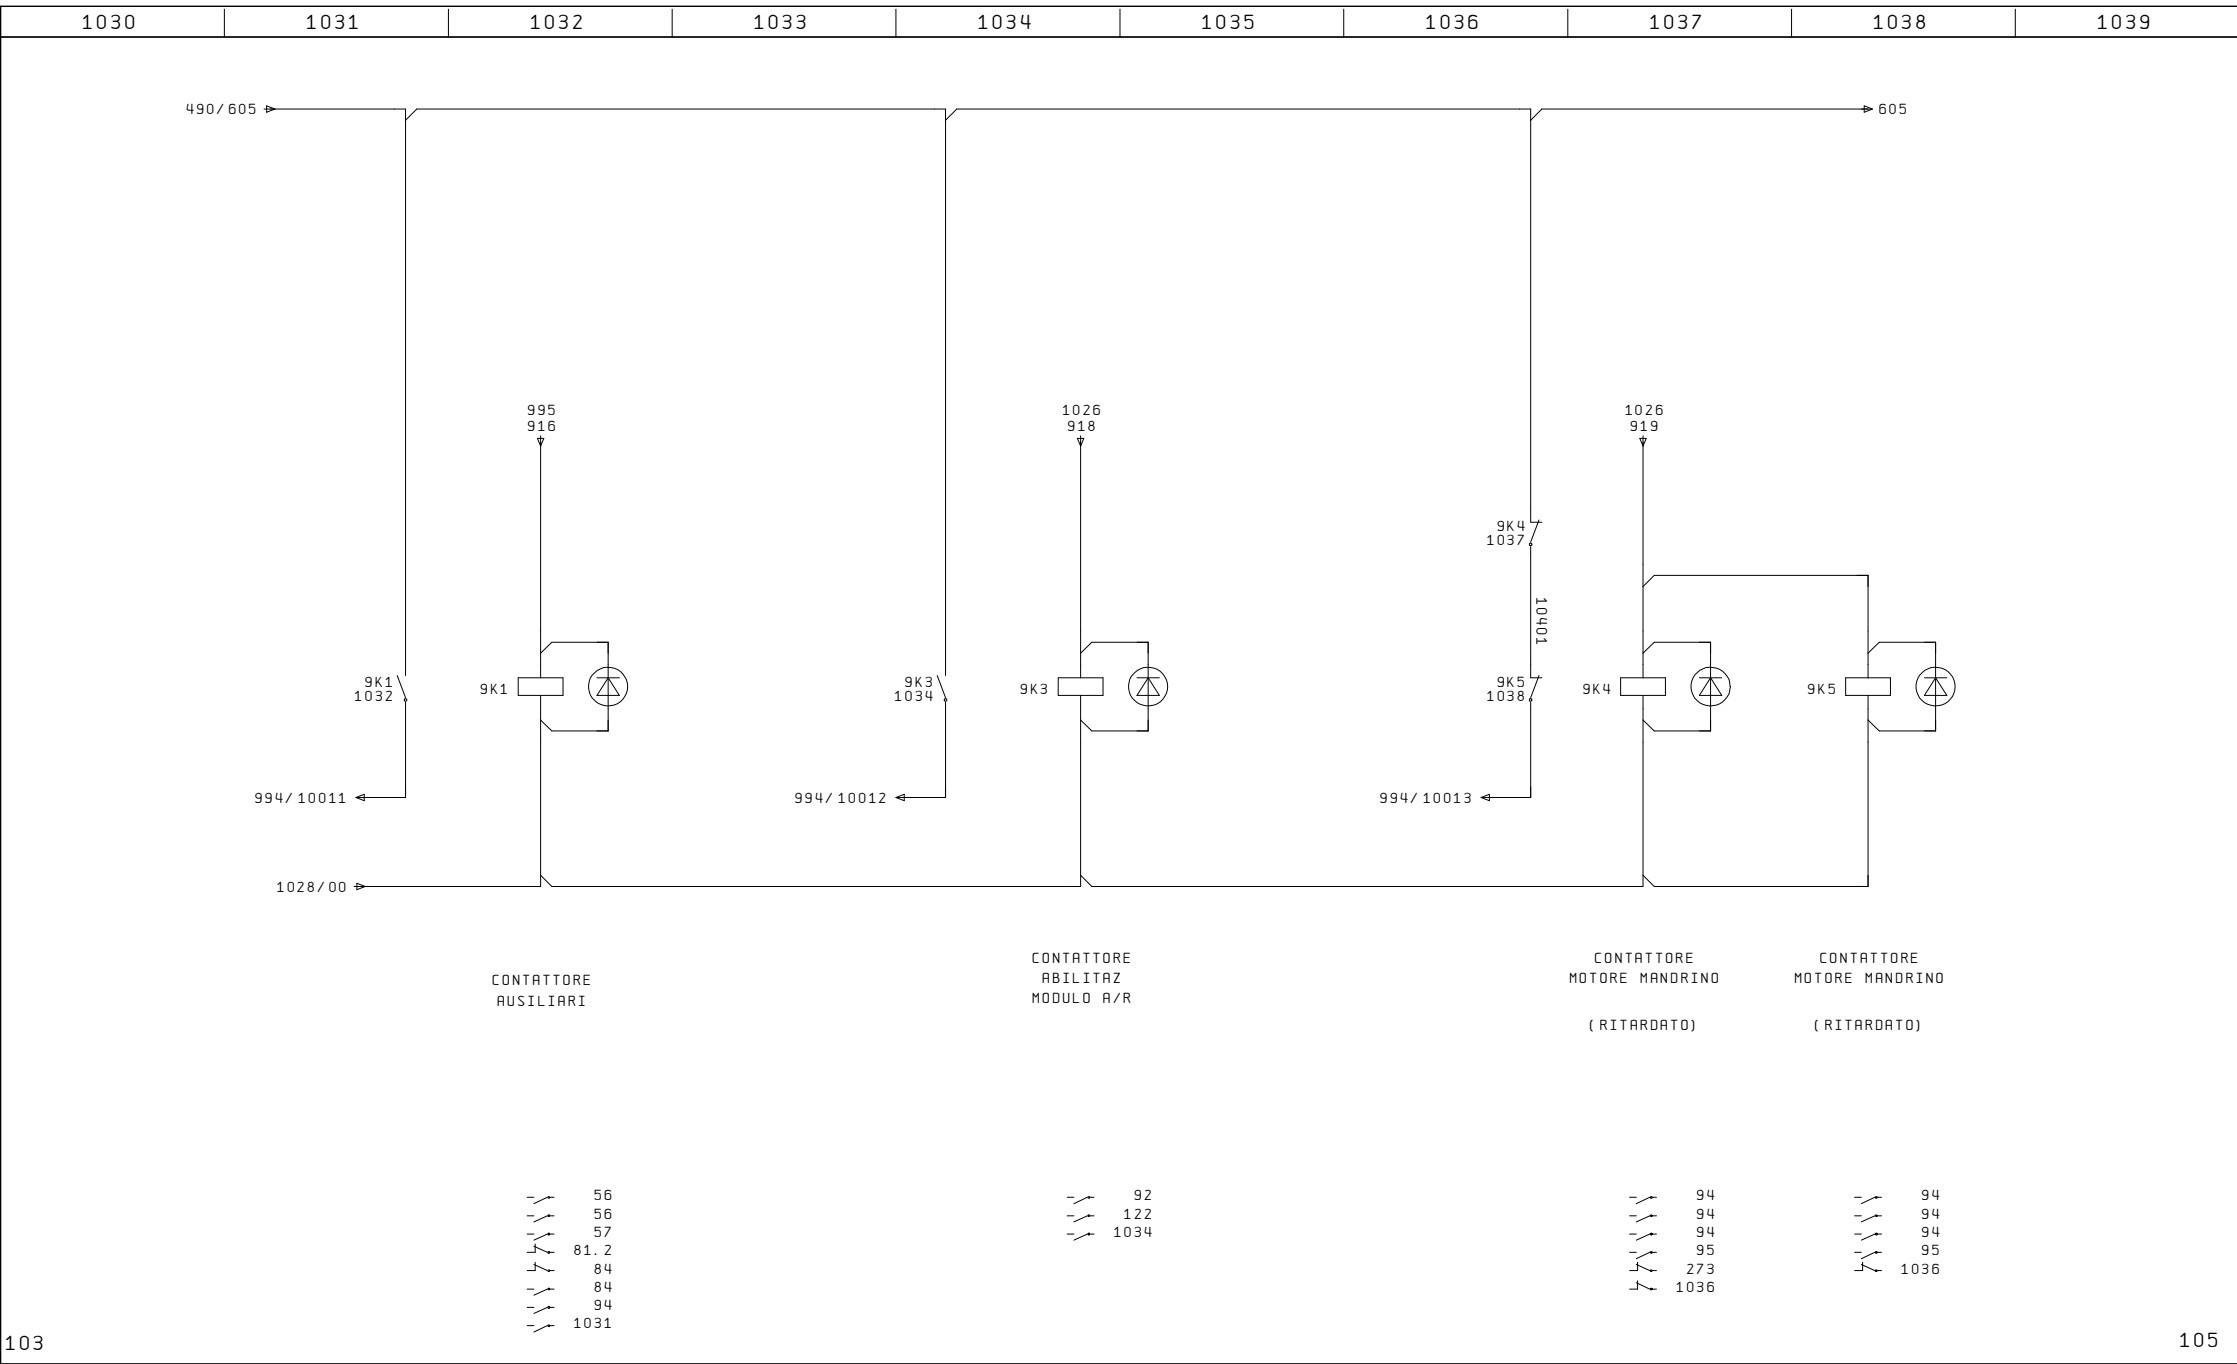 1030 1031 1032 1033 1034 1035 1036 1037 1038 1039
490/605 605
995 1026 1026
916 918 919
9K4
1037
10401
9K1 9K3 9K5
1032 1034 1038
9K1 9K3 9K4 9K5
994/10011 994/10012 994/10013
1028/00
CONTATTORE
AUSILIARI
CONTATTORE
ABILITAZ
MODULO A/R
CONTATTORE
MOTORE MANDRINO
(RITARDATO)
CONTATTORE
MOTORE MANDRINO
(RITARDATO)
56
56
57
81.2
84
84
94
1031
92
122
1034
94
94
94
95
273
1036
94
94
94
95
1036
103 105